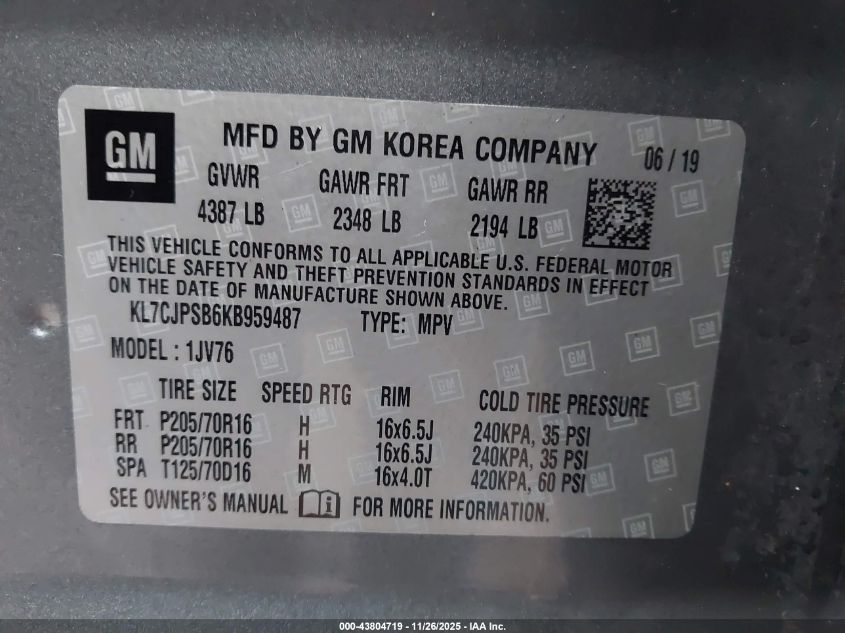 GM
MFD BY GM KOREA COMPANY 06 / 19
GVWR GAWR FRT GAWR RR
4387 LB 2348 LB 2194 LB
THIS VEHICLE CONFORMS TO ALL APPLICABLE U.S. FEDERAL MOTOR
VEHICLE SAFETY AND THEFT PREVENTION STANDARDS IN EFFECT
ON THE DATE OF MANUFACTURE SHOWN ABOVE.
KL7CJPSB6KB959487 TYPE: MPV
MODEL : 1JV76
TIRE SIZE SPEED RTG RIM COLD TIRE PRESSURE
FRT P205/70R16 H 16x6.5J 240KPA, 35 PSI
RR P205/70R16 H 16x6.5J 240KPA, 35 PSI
SPA T125/70D16 M 16x4.0T 420KPA, 60 PSI
SEE OWNER'S MANUAL i FOR MORE INFORMATION.
000-43804719 - 11/26/2025 - IAA Inc.